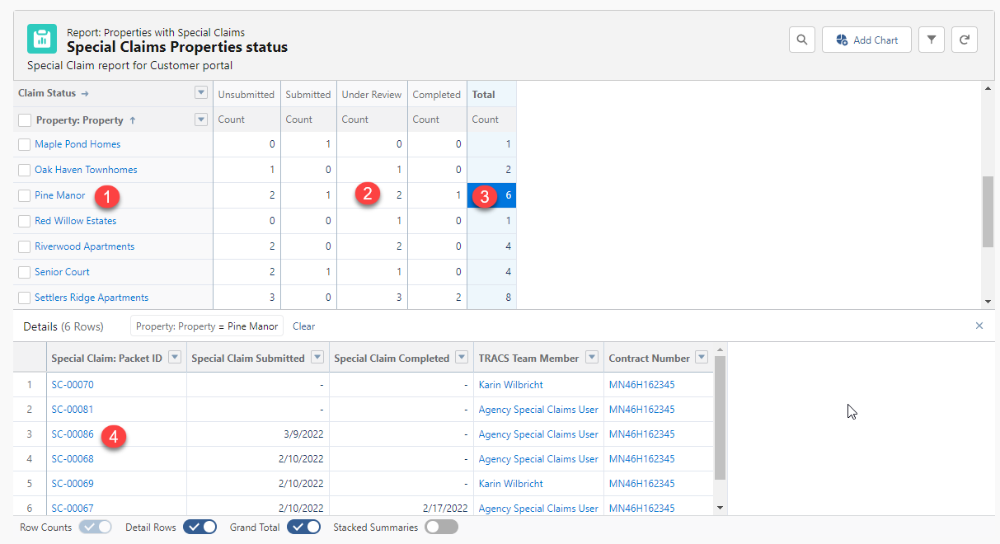 Report: Properties with Special Claims
Special Claims Properties status
Special Claim report for Customer portal
Add Chart
Claim Status → Unsubmitted Submitted Under Review Completed Total
Property: Property ↑ Count Count Count Count Count
Maple Pond Homes 0 1 0 0 1
Oak Haven Townhomes 1 0 1 0 2
Pine Manor 1 2 1 2 2 1 3 6
Red Willow Estates 0 0 1 0 1
Riverwood Apartments 2 0 2 0 4
Senior Court 2 1 1 0 4
Settlers Ridge Apartments 3 0 3 2 8
Details (6 Rows) Property: Property = Pine Manor Clear
Special Claim: Packet ID Special Claim Submitted Special Claim Completed TRACS Team Member Contract Number
1 SC-00070 - - Karin Wilbricht MN46H162345
2 SC-00081 - - Agency Special Claims User MN46H162345
3 SC-00086 4 3/9/2022 - Agency Special Claims User MN46H162345
4 SC-00068 2/10/2022 - Agency Special Claims User MN46H162345
5 SC-00069 2/10/2022 - Karin Wilbricht MN46H162345
6 SC-00067 2/10/2022 2/17/2022 Agency Special Claims User MN46H162345
Row Counts Detail Rows Grand Total Stacked Summaries